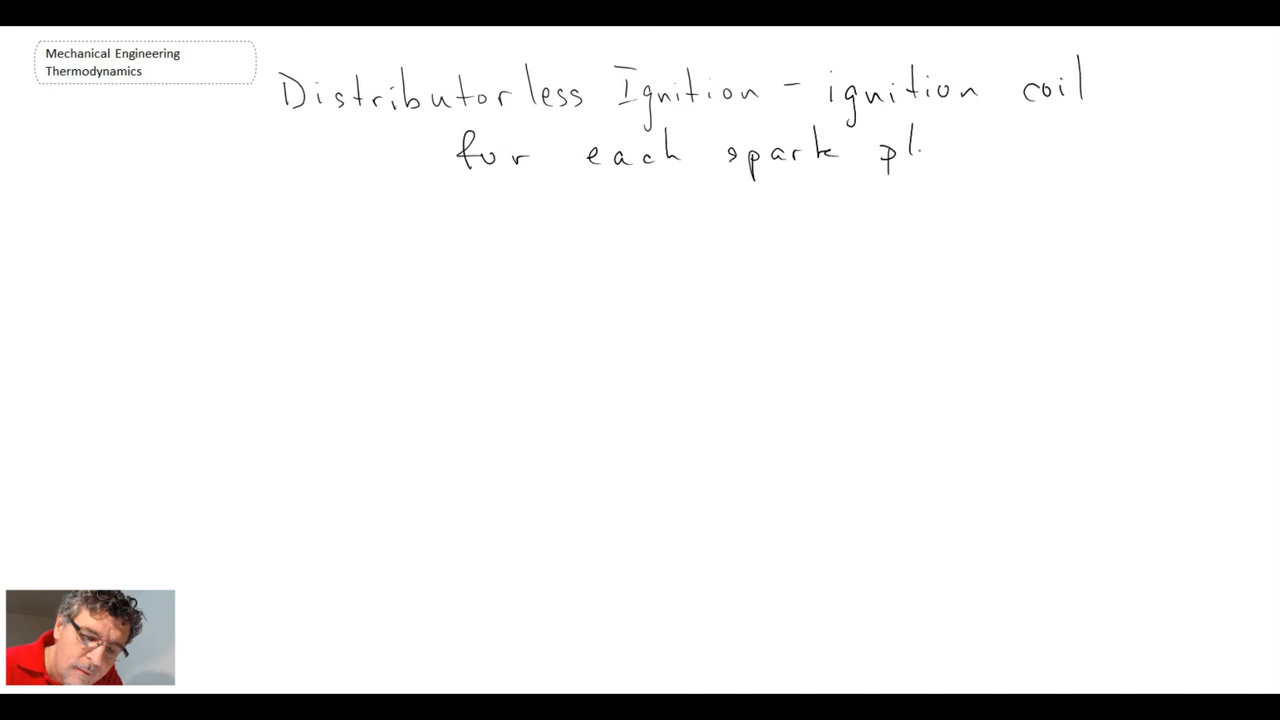 Mechanical Engineering
Thermodynamics
Distributorless Ignition - ignition coil
for each spark pl